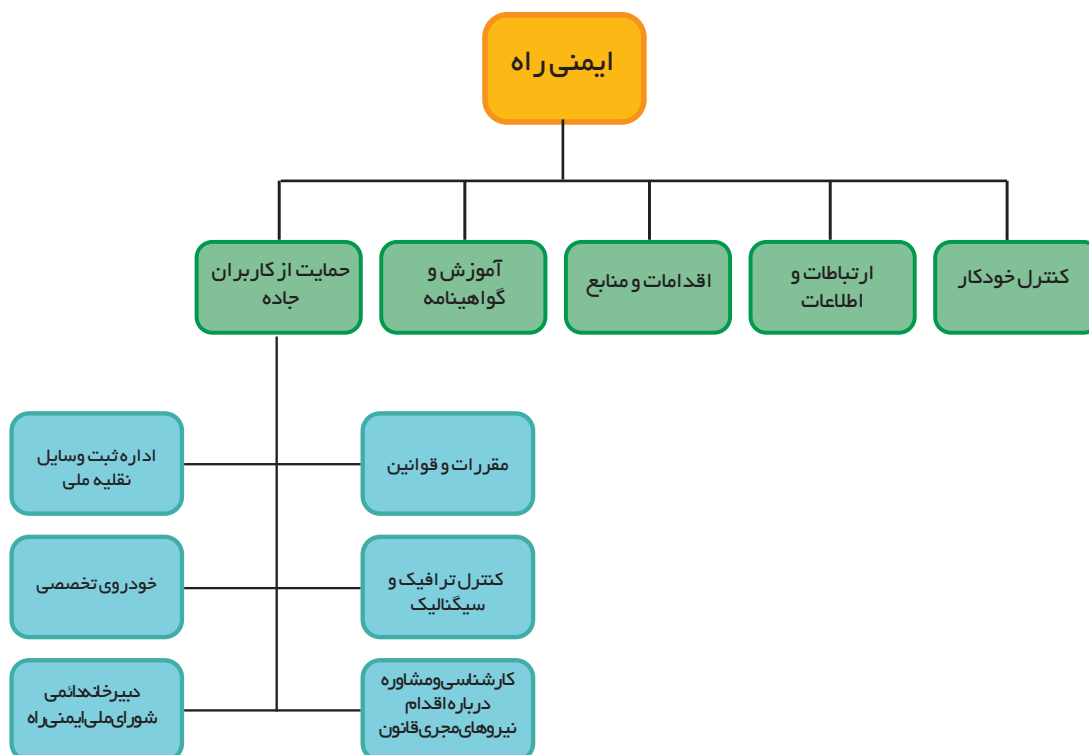 ایمنی راه
کنترل خودکار
ارتباطات و
اطلاعات
اقدامات و منابع
آموزش و
گواهینامه
حمایت از کاربران
جاده
مقررات و قوانین
اداره ثبت وسایل
نقلیه ملی
کنترل ترافیک و
سیگنالیک
خودروی تخصصی
کارشناسی و مشاوره
درباره اقدام
نیروهای مجری قانون
دبیرخانه دائمی
شورای ملی ایمنی راه